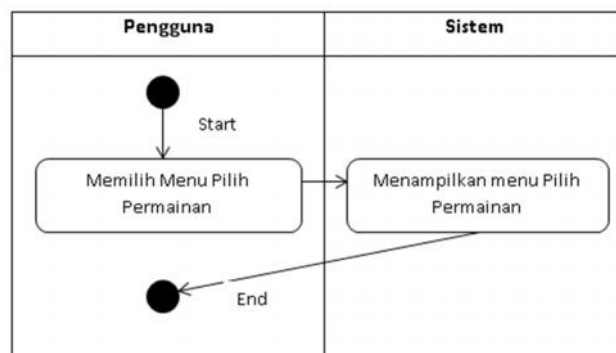 Pengguna
Sistem
Start
Memilih Menu Pilih
Permainan
Menampilkan menu Pilih
Permainan
End